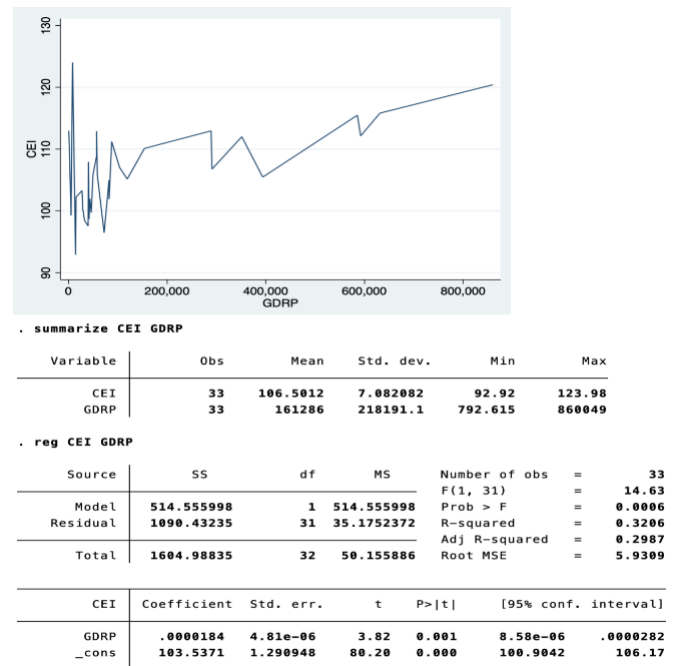 130
120
110
100
90
CEI
0 200,000 400,000 600,000 800,000
GDRP
. summarize CEI GDRP
Variable Obs Mean Std. dev. Min Max
CEI 33 106.5012 7.082082 92.92 123.98
GDRP 33 161286 218191.1 792.615 860049
. reg CEI GDRP
Source SS df MS Number of obs = 33
F(1, 31) = 14.63
Model 514.555998 1 514.555998 Prob > F = 0.0006
Residual 1090.43235 31 35.1752372 R-squared = 0.3206
Adj R-squared = 0.2987
Total 1604.98835 32 50.155886 Root MSE = 5.9309
CEI Coefficient Std. err. t P>|t| [95% conf. interval]
GDRP .0000184 4.81e-06 3.82 0.001 8.58e-06 .0000282
_cons 103.5371 1.290948 80.20 0.000 100.9042 106.17